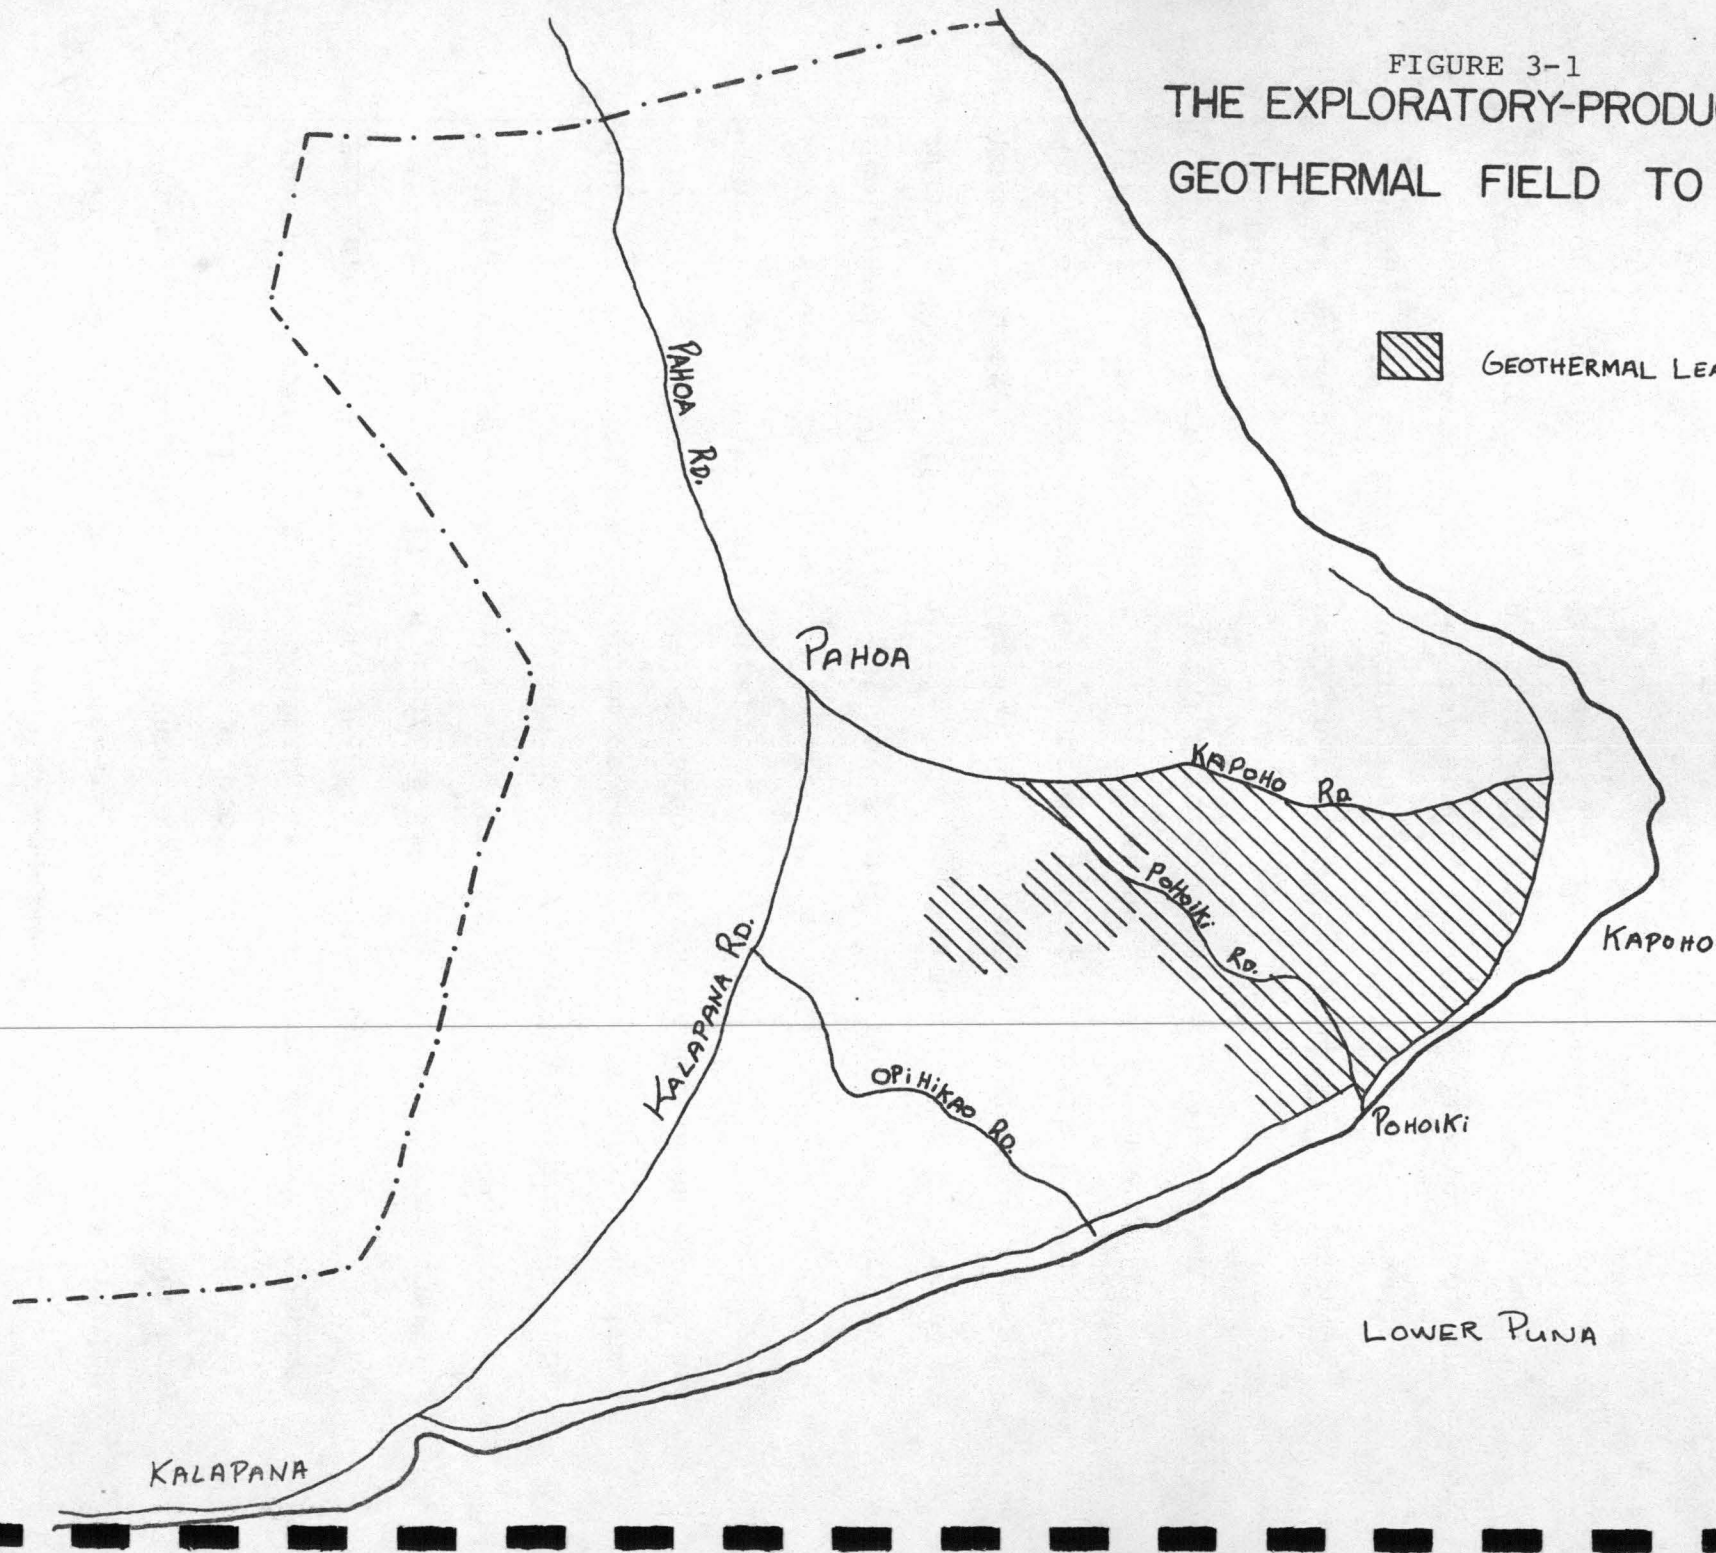 FIGURE 3-1
THE EXPLORATORY-PRODU
GEOTHERMAL FIELD TO
GEOTHERMAL LEA
PAHOA RD.
PAHOA
KAPOHO RD.
POHOIKI RD.
KAPOHO
KALAPANA RD.
OPIHIKAO RD.
POHOIKI
LOWER PUNA
KALAPANA